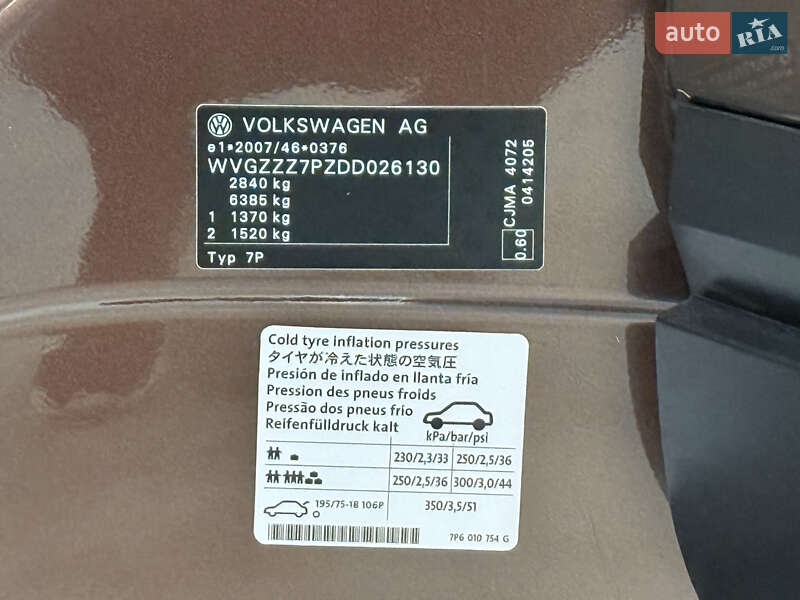 auto RIA .com
VOLKSWAGEN AG
e1*2007/46*0376
WVGZZZ7PZDD026130
2840 kg
6385 kg
1 1370 kg
2 1520 kg
Typ 7P
CJMA 4072
0414205
0.60
Cold tyre inflation pressures
タイヤが冷えた状態の空気圧
Presión de inflado en llanta fría
Pression des pneus froids
Pressão dos pneus frio
Reifenfülldruck kalt
kPa/bar/psi
230/2,3/33 250/2,5/36
250/2,5/36 300/3,0/44
195/75-18 106P 350/3,5/51
7P6 010 754 G